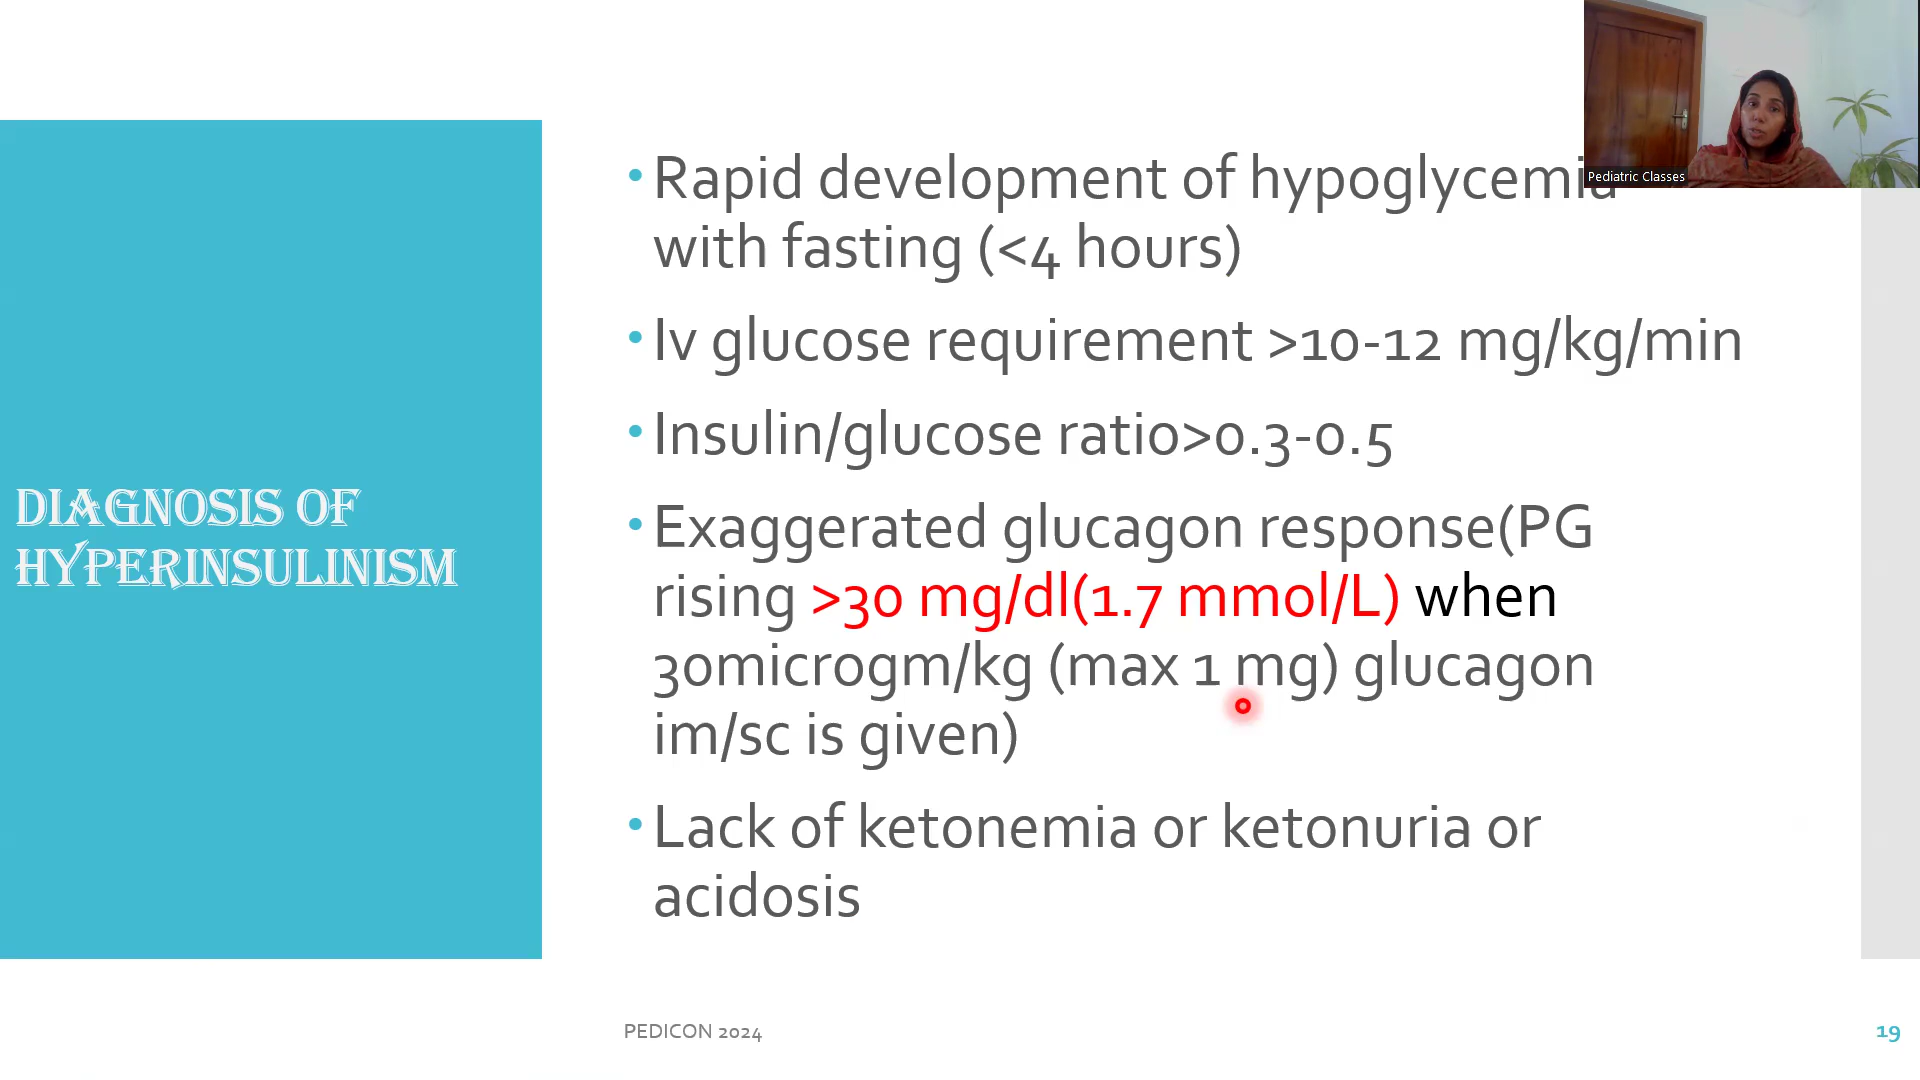 Pediatric Classes
DIAGNOSIS OF
HYPERINSULINISM
• Rapid development of hypoglycemia
with fasting (<4 hours)
• Iv glucose requirement >10-12 mg/kg/min
• Insulin/glucose ratio>0.3-0.5
• Exaggerated glucagon response(PG
rising >30 mg/dl(1.7 mmol/L) when
30microgm/kg (max 1 mg) glucagon
im/sc is given)
• Lack of ketonemia or ketonuria or
acidosis
PEDICON 2024
19